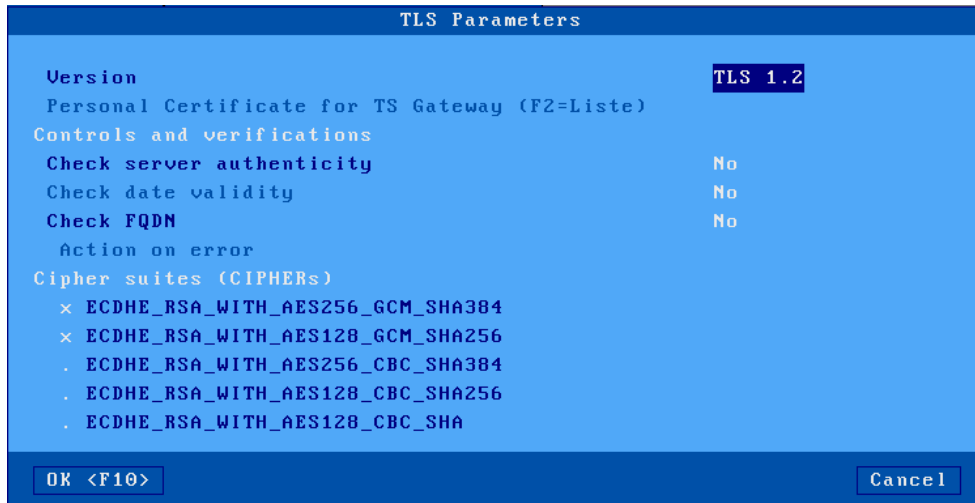 TLS Parameters
Version TLS 1.2
Personal Certificate for TS Gateway (F2=Liste)
Controls and verifications
Check server authenticity No
Check date validity No
Check FQDN No
Action on error
Cipher suites (CIPHERs)
x ECDHE_RSA_WITH_AES256_GCM_SHA384
x ECDHE_RSA_WITH_AES128_GCM_SHA256
. ECDHE_RSA_WITH_AES256_CBC_SHA384
. ECDHE_RSA_WITH_AES128_CBC_SHA256
. ECDHE_RSA_WITH_AES128_CBC_SHA
OK <F10> Cancel